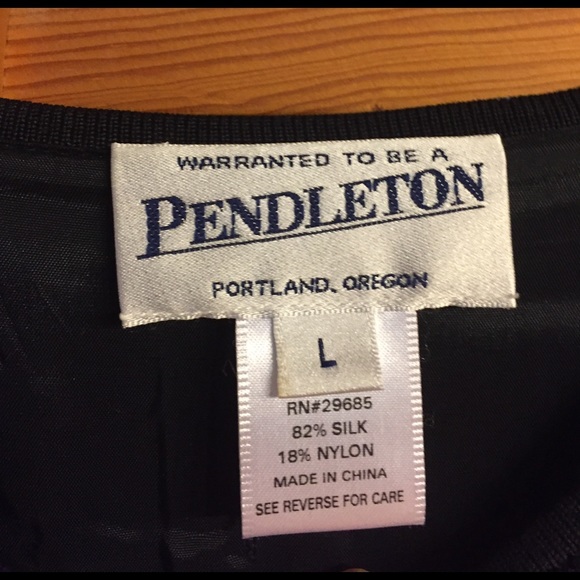 WARRANTED TO BE A
PENDLETON
PORTLAND, OREGON
L
RN#29685
82% SILK
18% NYLON
MADE IN CHINA
SEE REVERSE FOR CARE